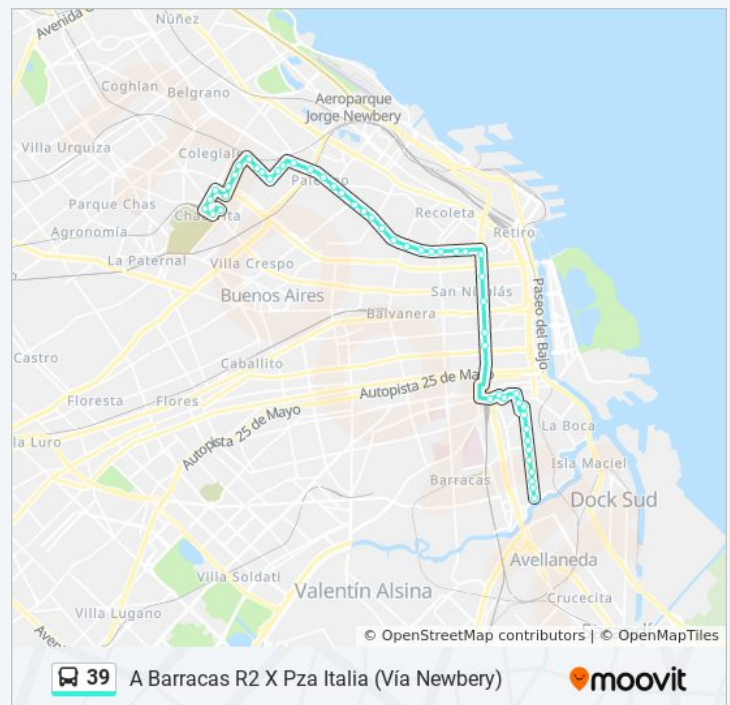 Núñez
Avenida
Coghlan
Belgrano
Aeroparque
Jorge Newbery
Villa Urquiza
Colegiales
Palermo
Parque Chas
Chacarita
Recoleta
Agronomía
Retiro
La Paternal
Villa Crespo
Buenos Aires
San Nicolás
Paseo del Bajo
Balvanera
Castro
Caballito
Autopista 25 de Mayo
Floresta
Flores
Autopista 25 de Mayo
la Luro
La Boca
Isla Maciel
Barracas
Dock Sud
Avellaneda
Villa Soldati
Valentín Alsina
Crucecita
Villa Lugano
© OpenStreetMap contributors | © OpenMapTiles
39 A Barracas R2 X Pza Italia (Vía Newbery)
moovit